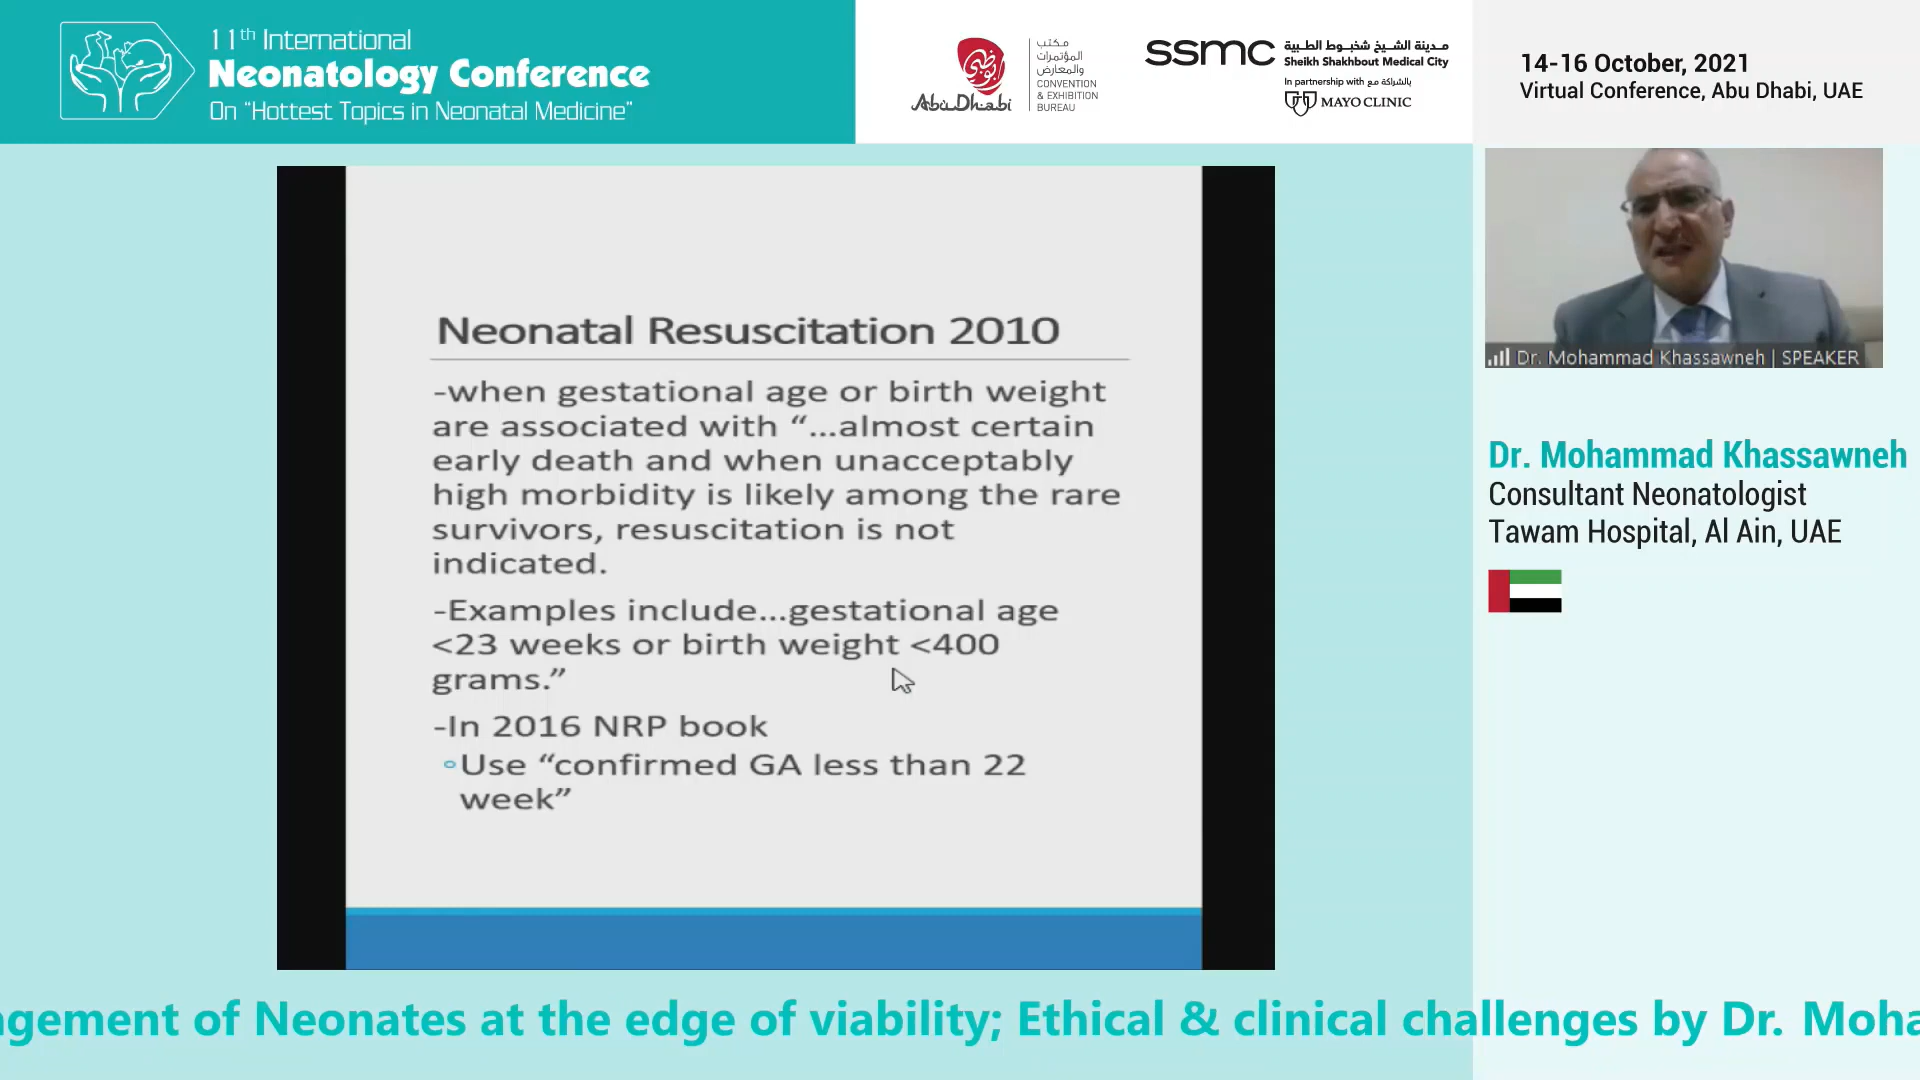 11th International
Neonatology Conference
On “Hottest Topics in Neonatal Medicine”
AbuDhabi
مكتب
المؤتمرات
والمعارض
CONVENTION
& EXHIBITION
BUREAU
ssmc
مدينة الشيخ شخبوط الطبية
Sheikh Shakhbout Medical City
In partnership with بالشراكة مع
MAYO CLINIC
14-16 October, 2021
Virtual Conference, Abu Dhabi, UAE
Neonatal Resuscitation 2010
-when gestational age or birth weight
are associated with “...almost certain
early death and when unacceptably
high morbidity is likely among the rare
survivors, resuscitation is not
indicated.
-Examples include...gestational age
<23 weeks or birth weight <400
grams.”
-In 2016 NRP book
Use “confirmed GA less than 22
week”
Dr. Mohammad Khassawneh | SPEAKER
Dr. Mohammad Khassawneh
Consultant Neonatologist
Tawam Hospital, Al Ain, UAE
agement of Neonates at the edge of viability; Ethical & clinical challenges by Dr. Moha